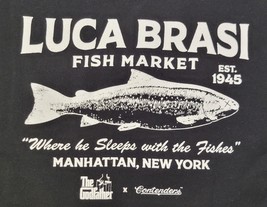 LUCA BRASI
FISH MARKET
EST.
1945
"Where he Sleeps with the Fishes"
MANHATTAN, NEW YORK
The Godfather x Contenders